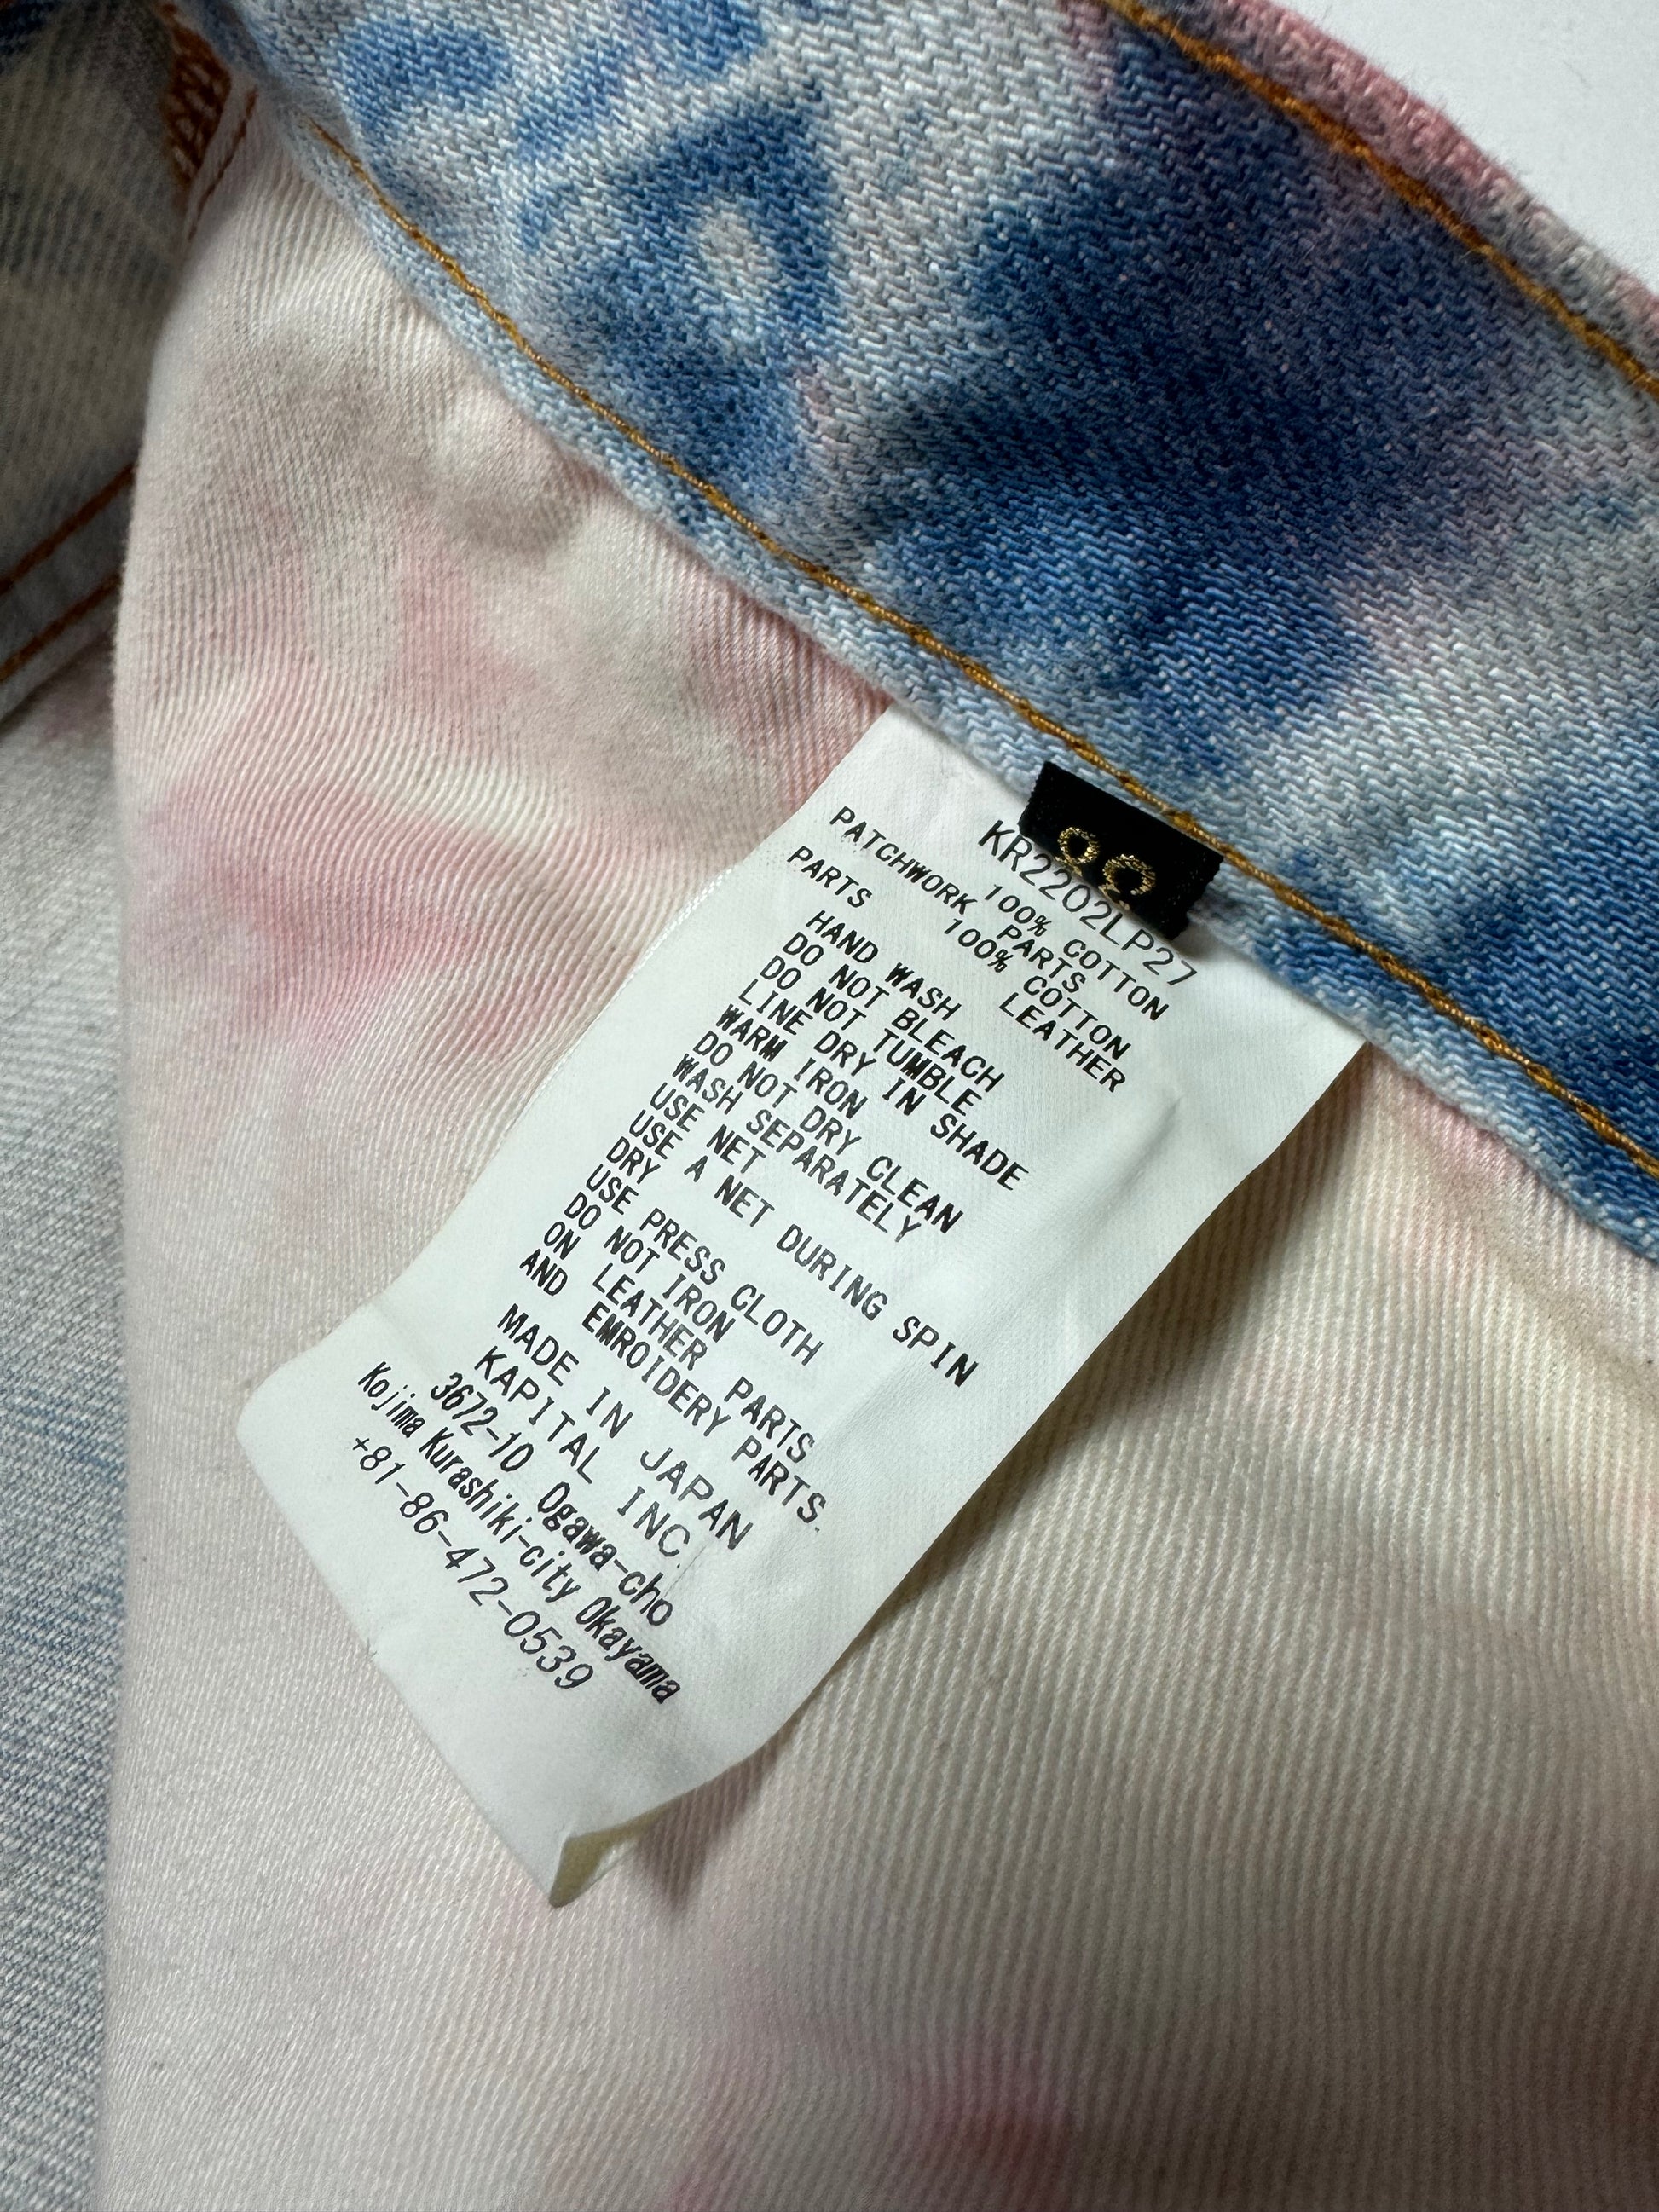 KR2202LP27
100% COTTON
PATCHWORK PARTS
100% COTTON
PARTS LEATHER
HAND WASH
DO NOT BLEACH
DO NOT TUMBLE
LINE DRY IN SHADE
WARM IRON
DO NOT DRY CLEAN
WASH SEPARATELY
USE NET
USE A NET DURING SPIN
DRY
USE PRESS CLOTH
DO NOT IRON
ON LEATHER PARTS
AND EMROIDERY PARTS.
MADE IN JAPAN
KAPITAL INC.
3672-10 Ogawa-cho
Kojima Kurashiki-city Okayama
+81-86-472-0539